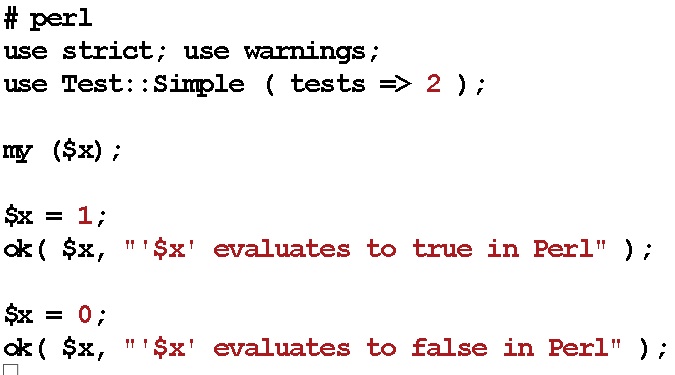 # perl
use strict; use warnings;
use Test::Simple ( tests => 2 );
my ($x);
$x = 1;
ok( $x, "'$x' evaluates to true in Perl" );
$x = 0;
ok( $x, "'$x' evaluates to false in Perl" );